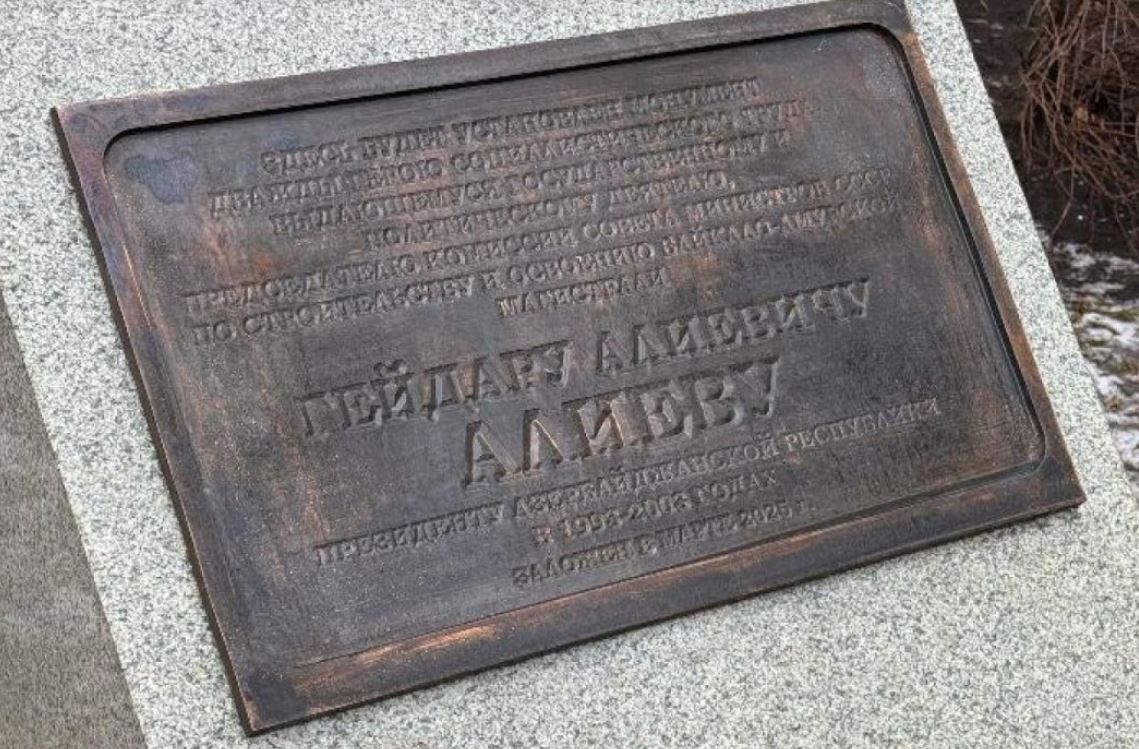 ЗДЕСЬ БУДЕТ УСТАНОВЛЕН МОНУМЕНТ
ДВАЖДЫ ГЕРОЮ СОЦИАЛИСТИЧЕСКОГО ТРУДА
ВЫДАЮЩЕМУСЯ ГОСУДАРСТВЕННОМУ И
ПОЛИТИЧЕСКОМУ ДЕЯТЕЛЮ,
ПРЕДСЕДАТЕЛЮ КОМИССИИ СОВЕТА МИНИСТРОВ СССР
ПО СТРОИТЕЛЬСТВУ И ОСВОЕНИЮ БАЙКАЛО-АМУРСКОЙ
МАГИСТРАЛИ
ГЕЙДАРУ АЛИЕВИЧУ
АЛИЕВУ
ПРЕЗИДЕНТУ АЗЕРБАЙДЖАНСКОЙ РЕСПУБЛИКИ
В 1993-2003 ГОДАХ
ЗАЛОЖЕН В МАРТЕ 2025 г.